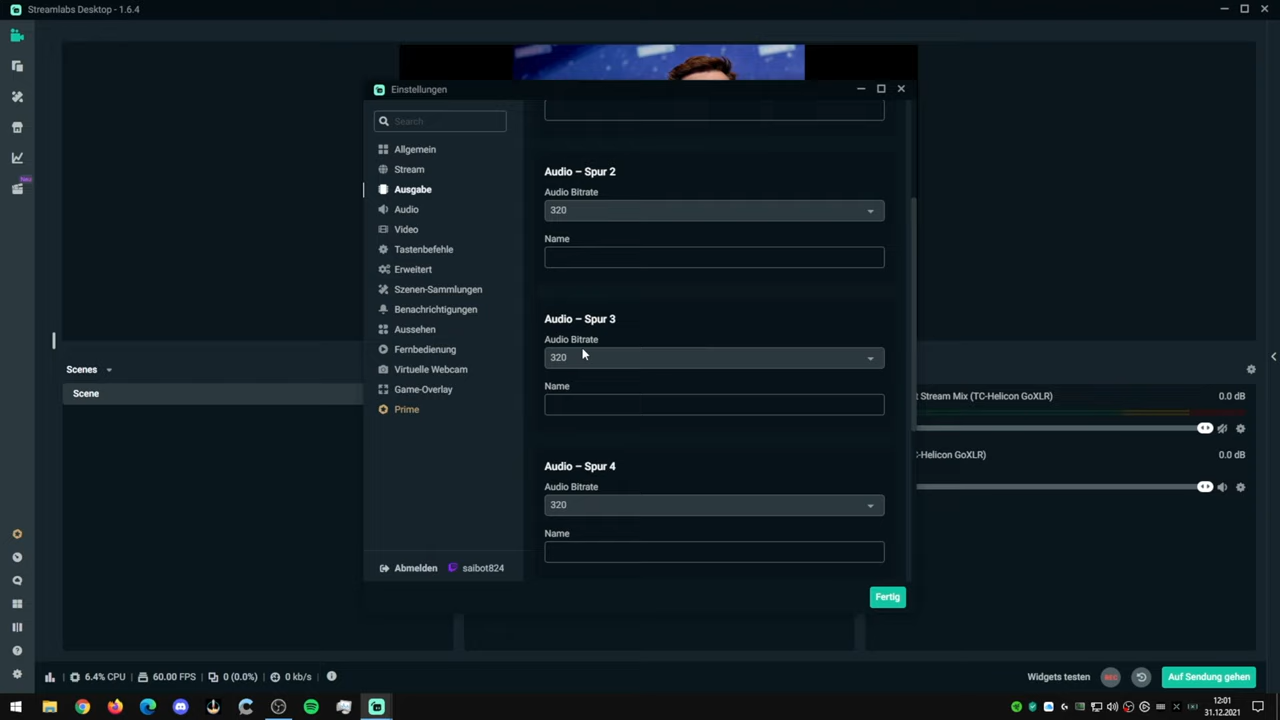 Streamlabs Desktop - 1.6.4
Einstellungen
Search
Allgemein
Stream
Ausgabe
Audio
Video
Tastenbefehle
Erweitert
Szenen-Sammlungen
Benachrichtigungen
Aussehen
Fernbedienung
Virtuelle Webcam
Game-Overlay
Prime
Abmelden
saibot824
Audio – Spur 2
Audio Bitrate
320
Name
Audio – Spur 3
Audio Bitrate
320
Name
Audio – Spur 4
Audio Bitrate
320
Name
Fertig
Neu
Scenes
Scene
Stream Mix (TC-Helicon GoXLR)
0.0 dB
-Helicon GoXLR)
0.0 dB
6.4% CPU
60.00 FPS
0 (0.0%)
0 kb/s
Widgets testen
REC
Auf Sendung gehen
12:01
31.12.2021